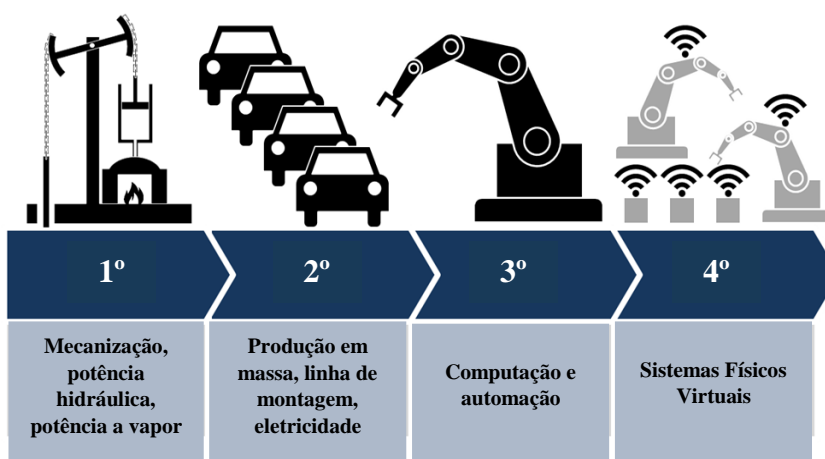 1º
2º
3º
4º
Mecanização,
potência
hidráulica,
potência a vapor
Produção em
massa, linha de
montagem,
eletricidade
Computação e
automação
Sistemas Físicos
Virtuais